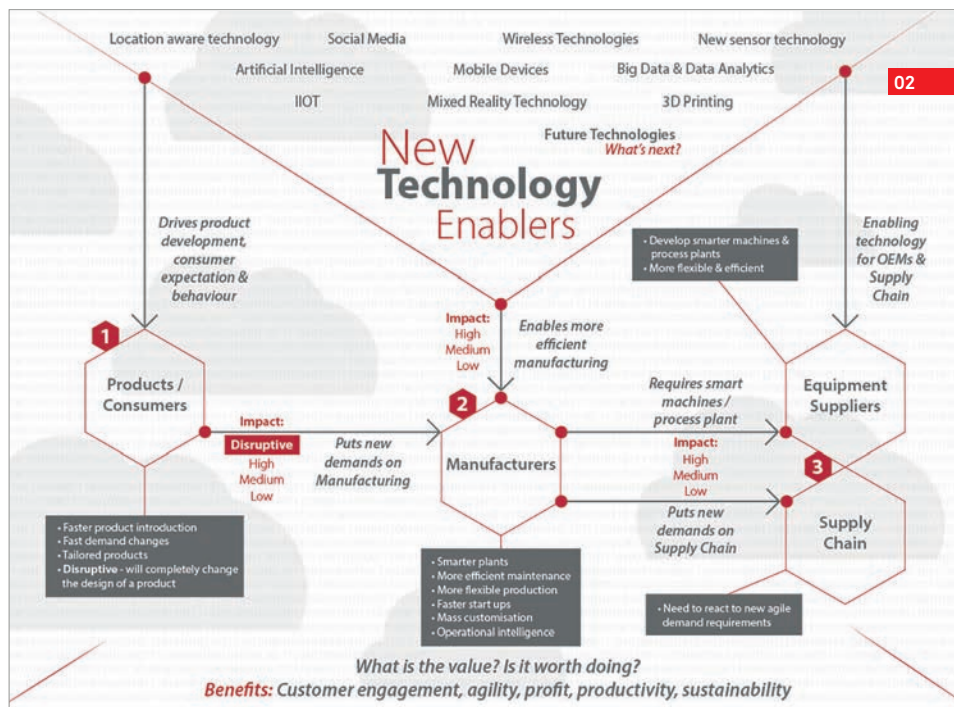 Location aware technology
Social Media
Wireless Technologies
New sensor technology
Artificial Intelligence
Mobile Devices
Big Data & Data Analytics
02
IIOT
Mixed Reality Technology
3D Printing
Future Technologies
What's next?
New
Technology
Enablers
Drives product
development,
consumer
expectation &
behaviour
• Develop smarter machines &
process plants
• More flexible & efficient
Enabling
technology
for OEMs &
Supply
Chain
1
Products /
Consumers
Impact:
High
Medium
Low
Enables more
efficient
manufacturing
2
Manufacturers
Impact:
Disruptive
High
Medium
Low
Puts new
demands on
Manufacturing
Requires smart
machines /
process plant
Impact:
High
Medium
Low
Puts new
demands on
Supply Chain
Equipment
Suppliers
3
Supply
Chain
• Faster product introduction
• Fast demand changes
• Tailored products
• Disruptive - will completely change
the design of a product
• Smarter plants
• More efficient maintenance
• More flexible production
• Faster start ups
• Mass customisation
• Operational intelligence
• Need to react to new agile
demand requirements
What is the value? Is it worth doing?
Benefits: Customer engagement, agility, profit, productivity, sustainability